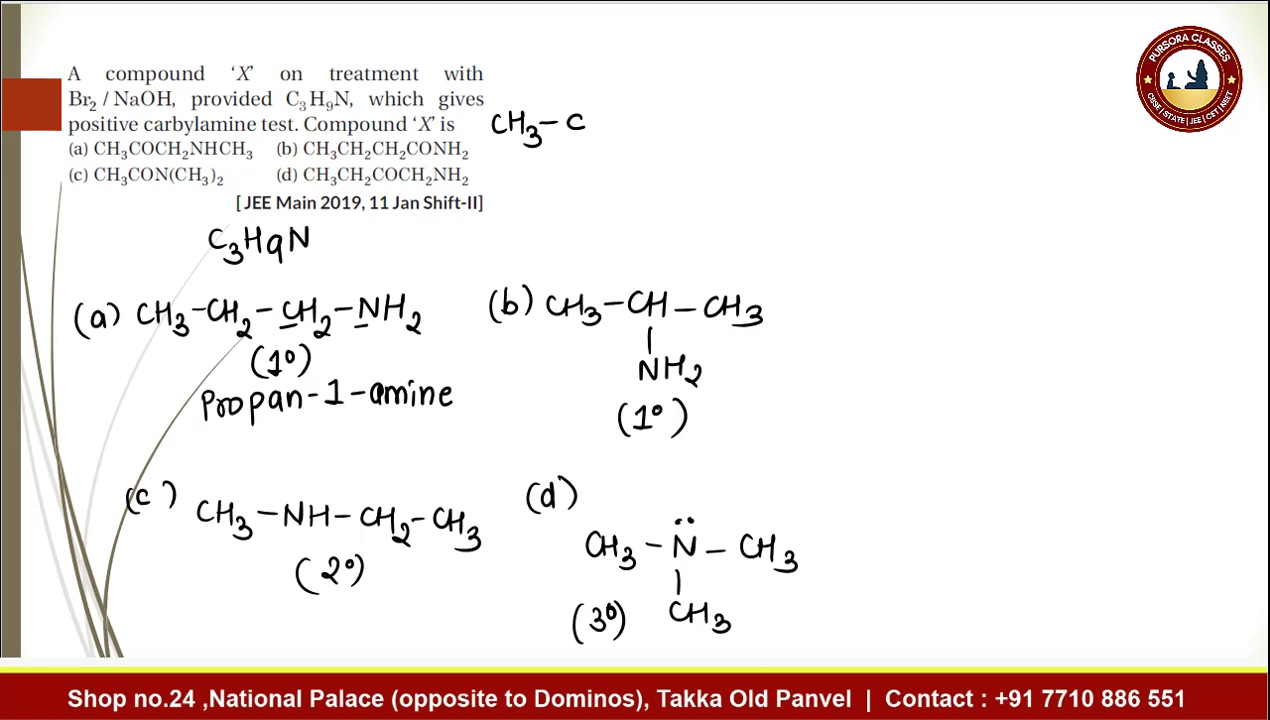 A compound 'X' on treatment with
Br₂ / NaOH, provided C₃H₉N, which gives
positive carbylamine test. Compound 'X' is
(a) CH₃COCH₂NHCH₃ (b) CH₃CH₂CH₂CONH₂
(c) CH₃CON(CH₃)₂ (d) CH₃CH₂COCH₂NH₂
[ JEE Main 2019, 11 Jan Shift-II]
CH₃-C
PURSORA CLASSES
CBSE | STATE | JEE | CET | NEET
C₃H9N
(a) CH₃-CH₂-CH₂-NH₂
(1°)
Propan-1-amine
(b) CH₃-CH-CH₃
|
NH₂
(1°)
(c) CH₃-NH-CH₂-CH₃
(2°)
(d)
CH₃-N̈-CH₃
|
CH₃
(3°)
Shop no.24 ,National Palace (opposite to Dominos), Takka Old Panvel | Contact : +91 7710 886 551